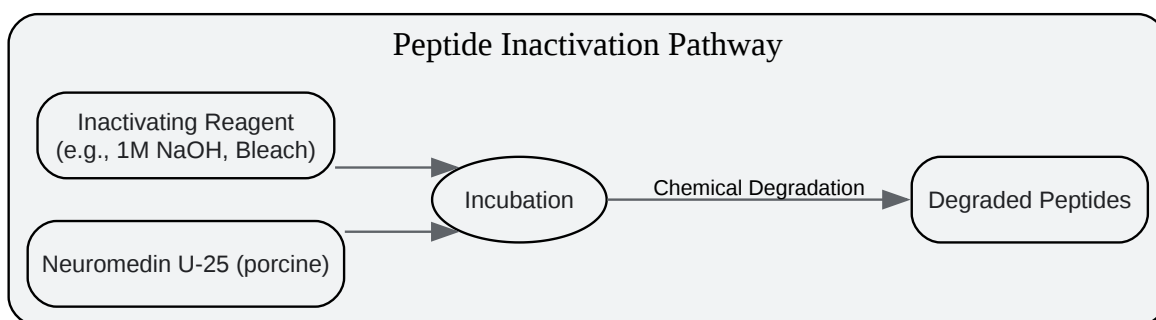 Peptide Inactivation Pathway
Inactivating Reagent
(e.g., 1M NaOH, Bleach)
Incubation
Chemical Degradation
Degraded Peptides
Neuromedin U-25 (porcine)